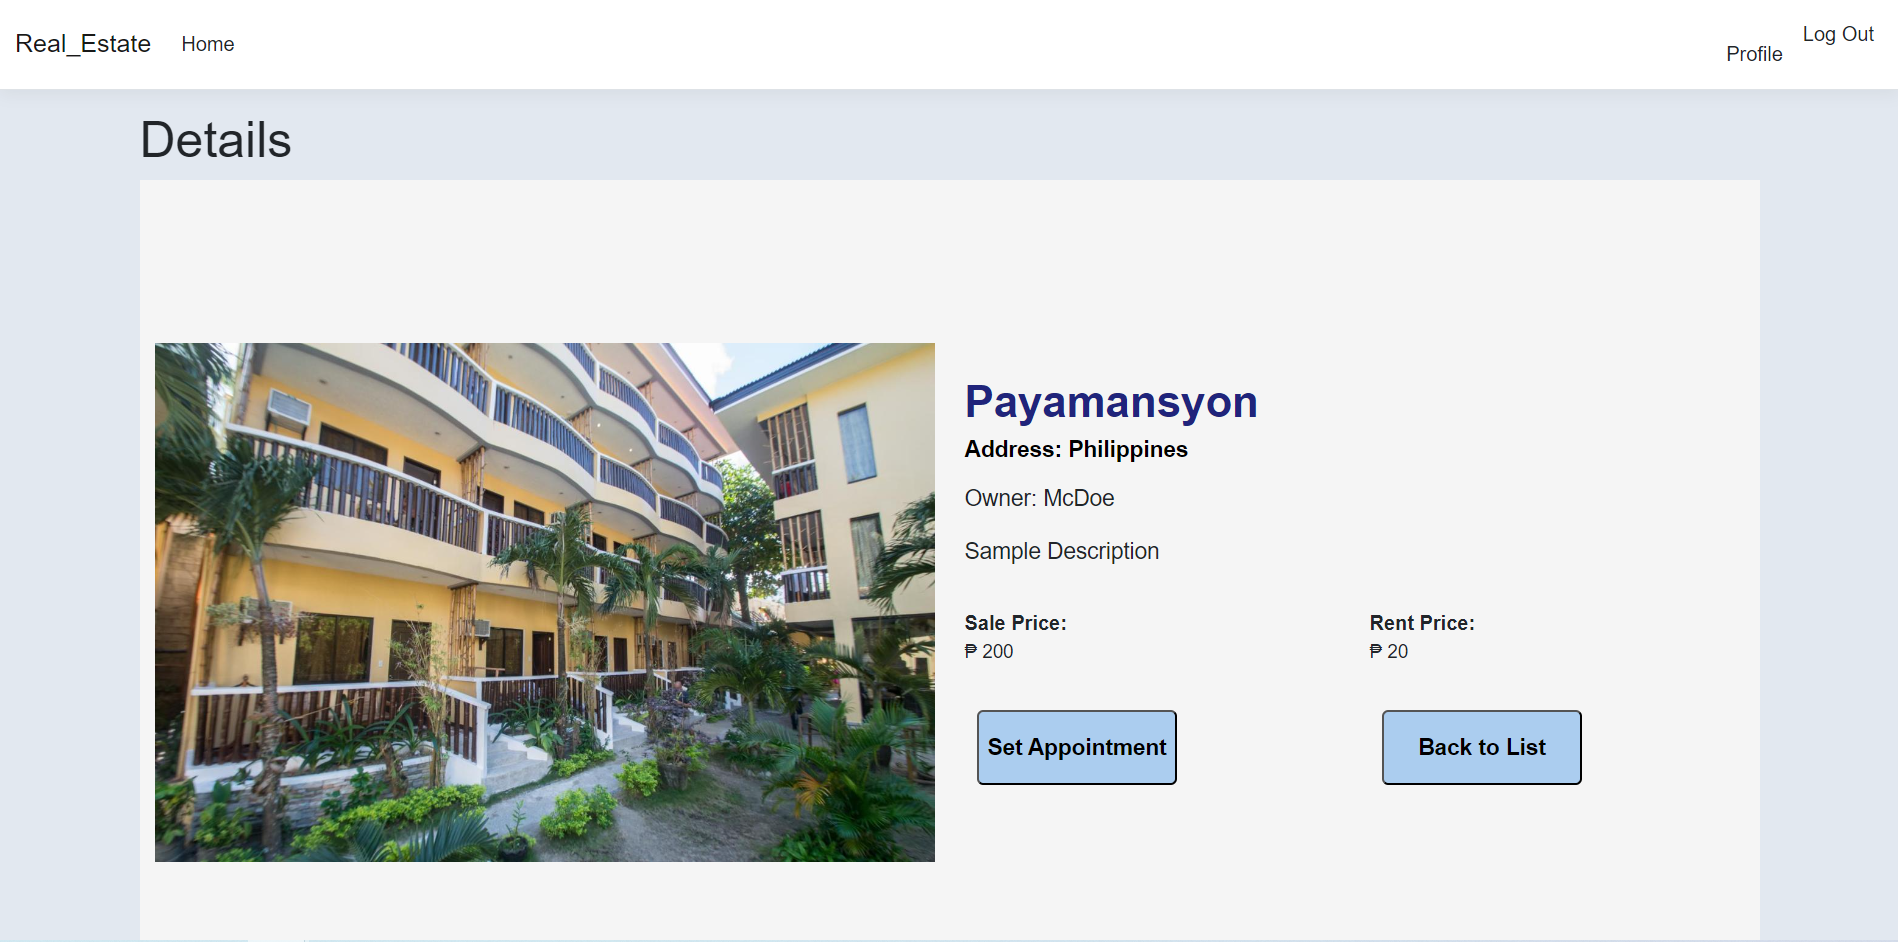 Real_Estate Home
Profile Log Out
Details
Payamansyon
Address: Philippines
Owner: McDoe
Sample Description
Sale Price:
₱ 200
Rent Price:
₱ 20
Set Appointment
Back to List